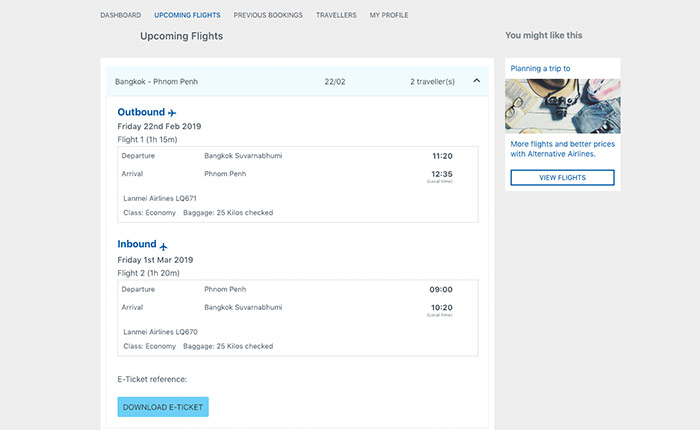 DASHBOARD UPCOMING FLIGHTS PREVIOUS BOOKINGS TRAVELLERS MY PROFILE
Upcoming Flights
Bangkok - Phnom Penh 22/02 2 traveller(s)
Outbound
Friday 22nd Feb 2019
Flight 1 (1h 15m)
Departure Bangkok Suvarnabhumi 11:20
Arrival Phnom Penh 12:35
(Local time)
Lanmei Airlines LQ671
Class: Economy Baggage: 25 Kilos checked
Inbound
Friday 1st Mar 2019
Flight 2 (1h 20m)
Departure Phnom Penh 09:00
Arrival Bangkok Suvarnabhumi 10:20
(Local time)
Lanmei Airlines LQ670
Class: Economy Baggage: 25 Kilos checked
E-Ticket reference:
DOWNLOAD E-TICKET
You might like this
Planning a trip to
More flights and better prices
with Alternative Airlines.
VIEW FLIGHTS